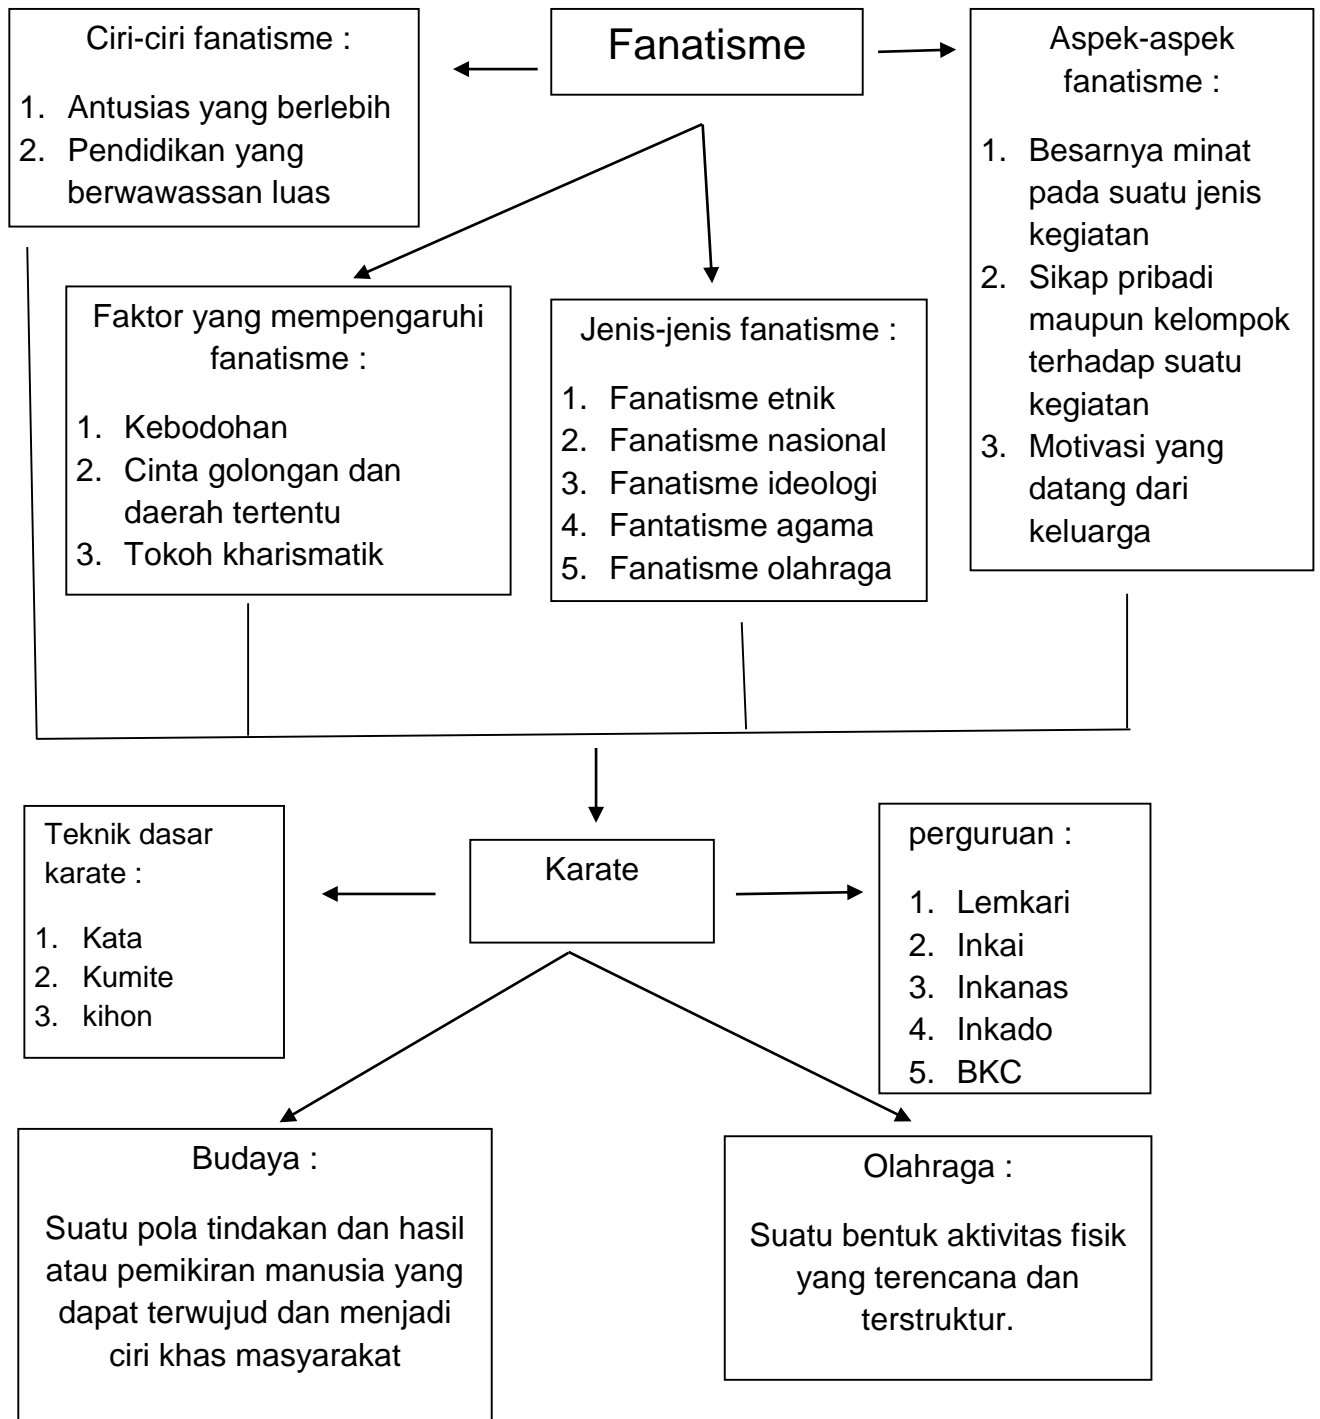 Fanatisme
Ciri-ciri fanatisme :
1. Antusias yang berlebih
2. Pendidikan yang
berwawassan luas
Aspek-aspek
fanatisme :
1. Besarnya minat
pada suatu jenis
kegiatan
2. Sikap pribadi
maupun kelompok
terhadap suatu
kegiatan
3. Motivasi yang
datang dari
keluarga
Faktor yang mempengaruhi
fanatisme :
1. Kebodohan
2. Cinta golongan dan
daerah tertentu
3. Tokoh kharismatik
Jenis-jenis fanatisme :
1. Fanatisme etnik
2. Fanatisme nasional
3. Fanatisme ideologi
4. Fantatisme agama
5. Fanatisme olahraga
Karate
Teknik dasar
karate :
1. Kata
2. Kumite
3. kihon
perguruan :
1. Lemkari
2. Inkai
3. Inkanas
4. Inkado
5. BKC
Budaya :
Suatu pola tindakan dan hasil
atau pemikiran manusia yang
dapat terwujud dan menjadi
ciri khas masyarakat
Olahraga :
Suatu bentuk aktivitas fisik
yang terencana dan
terstruktur.